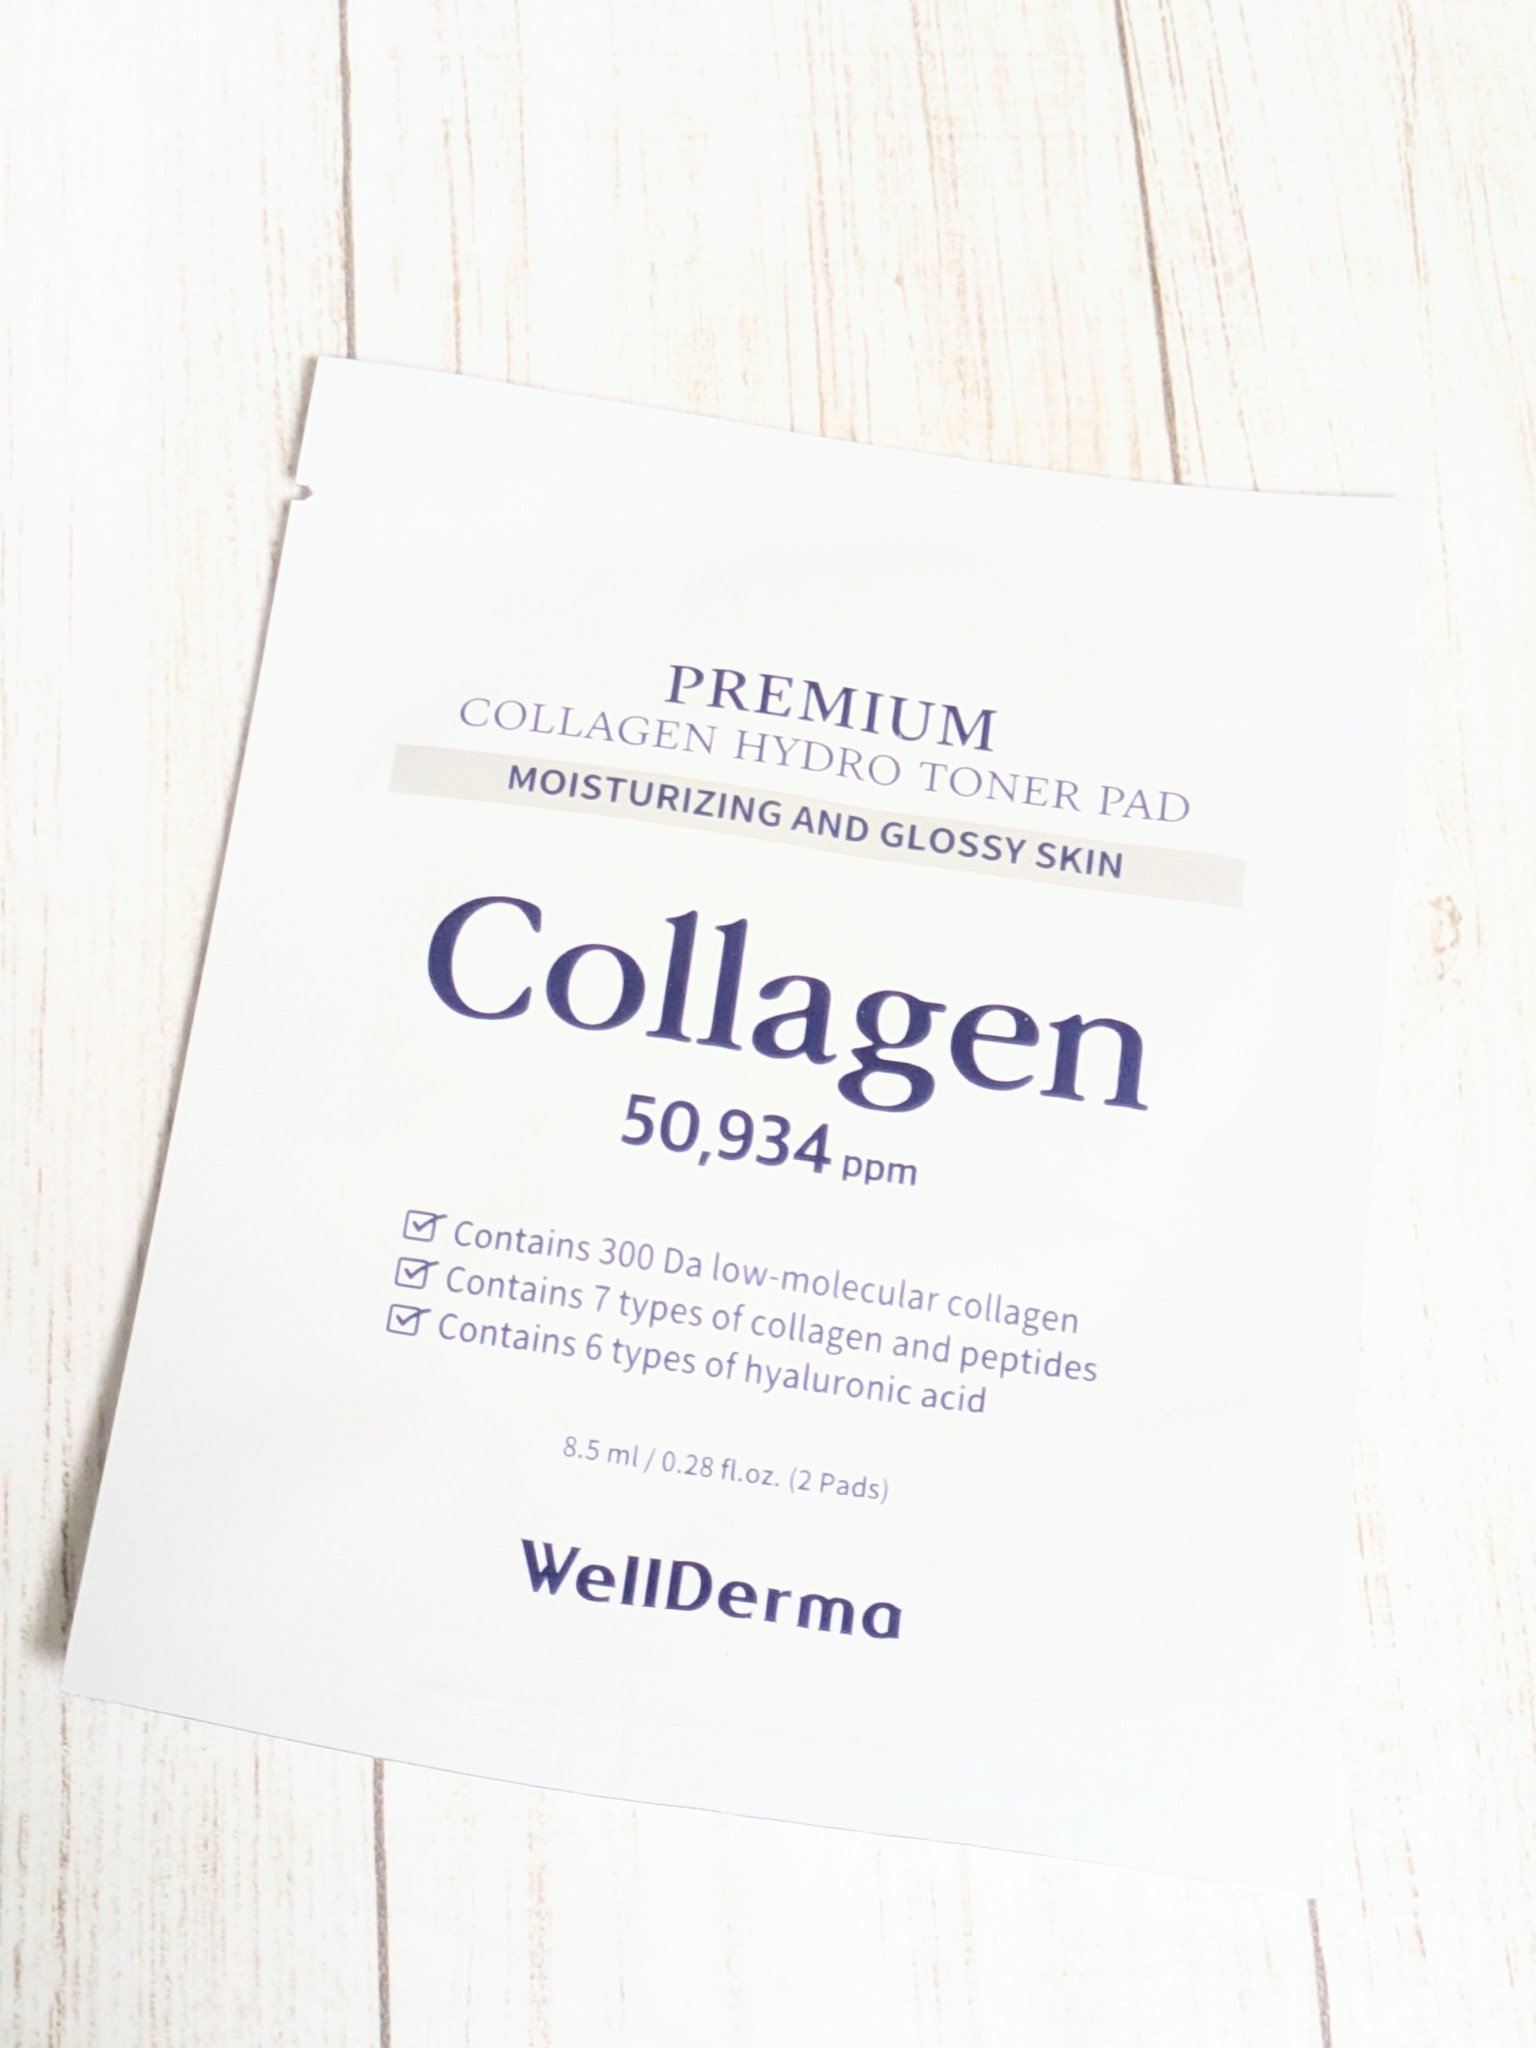 PREMIUM
COLLAGEN HYDRO TONER PAD
MOISTURIZING AND GLOSSY SKIN
Collagen
50,934 ppm
Contains 300 Da low-molecular collagen
Contains 7 types of collagen and peptides
Contains 6 types of hyaluronic acid
8.5 ml / 0.28 fl.oz. (2 Pads)
WellDerma